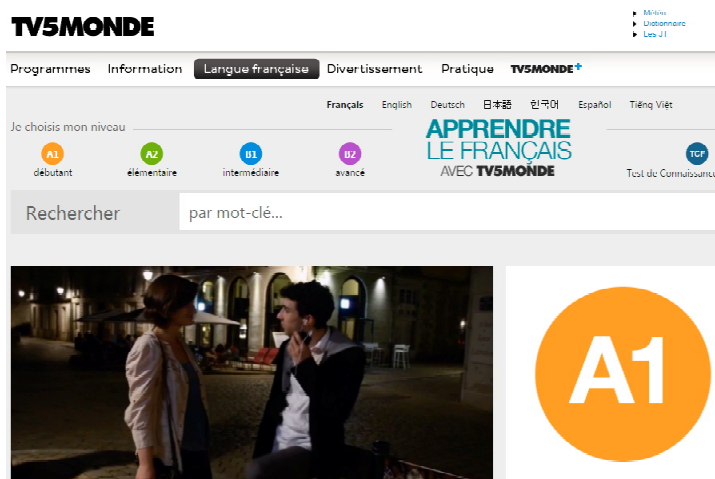 TV5MONDE
Météo
Dictionnaire
Les JT
Programmes Information Langue française Divertissement Pratique TV5MONDE+
Français English Deutsch 日本語 한국어 Español Tiếng Việt
Je choisis mon niveau
A1 A2 B1 B2
débutant élémentaire intermédiaire avancé
APPRENDRE
LE FRANÇAIS
AVEC TV5MONDE
TCF
Test de Connaissanc
Rechercher par mot-clé...
A1